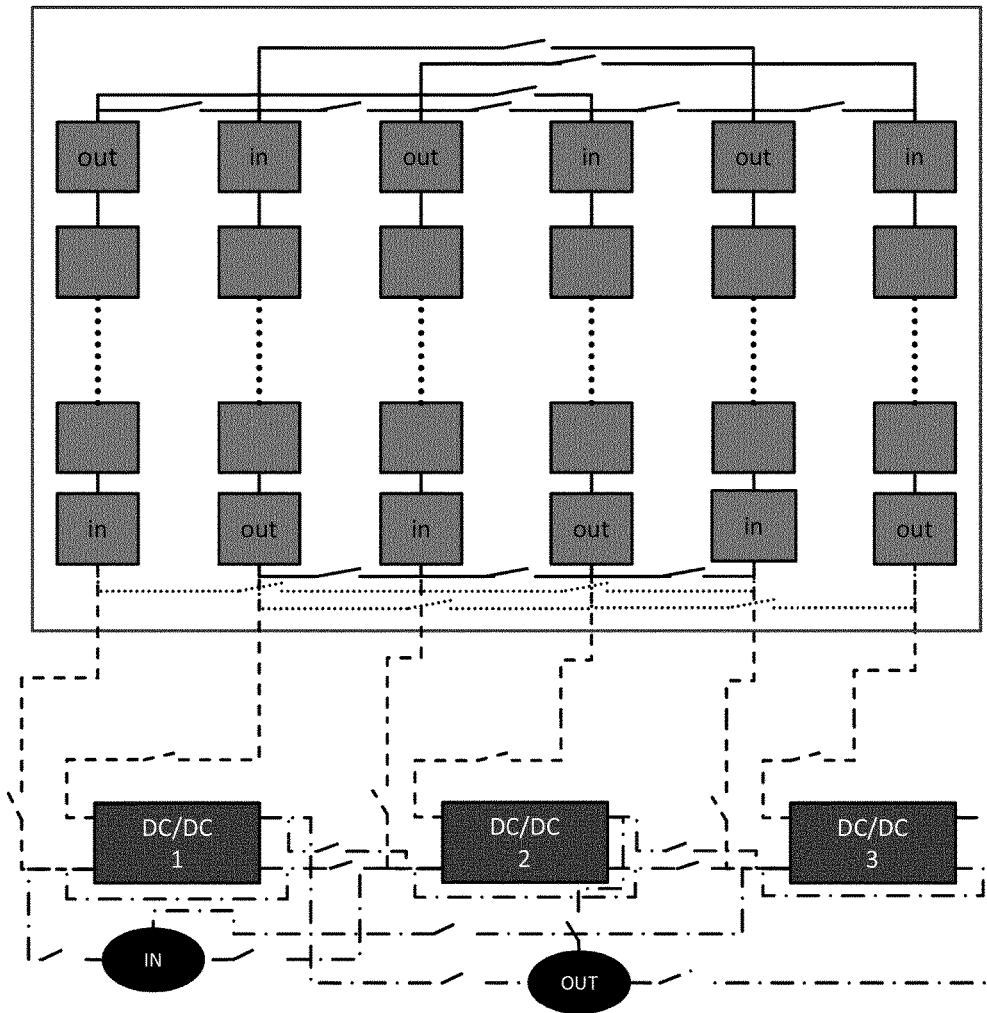 out in out in out in
in out in out in out
DC/DC DC/DC DC/DC
1 2 3
IN
OUT